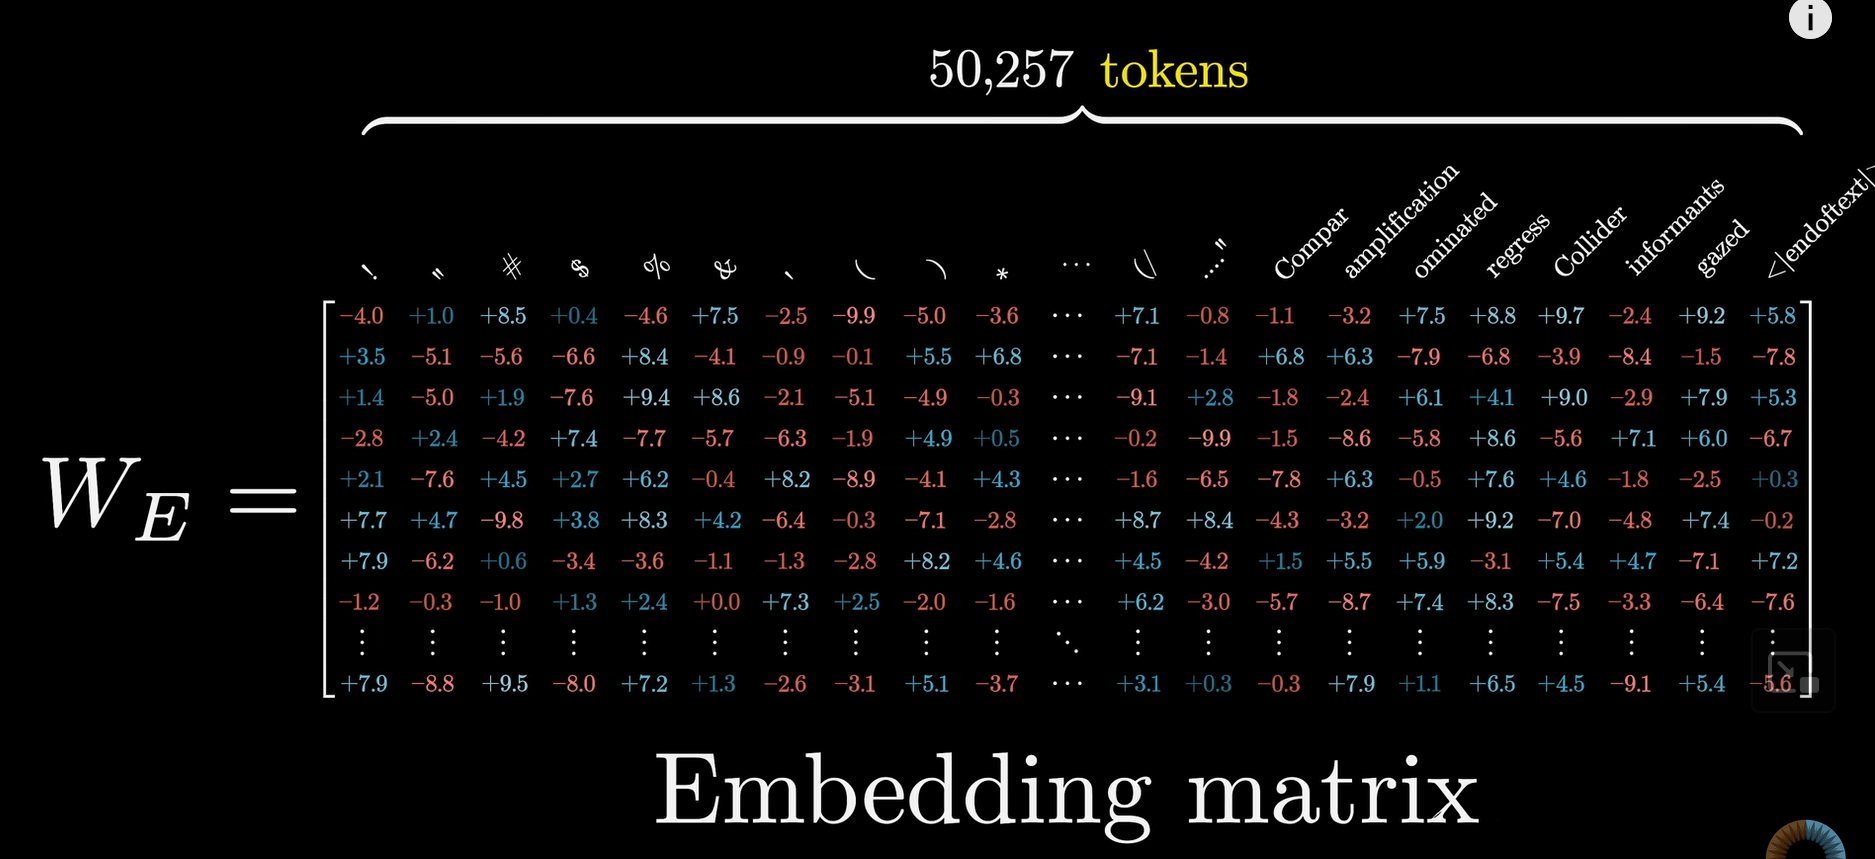 i
50,257 tokens
! " # $ % & ' ( ) * ⋯ (\ ...." Compar amplification ominated regress Collider informants gazed <|endoftext|>
−4.0 +1.0 +8.5 +0.4 −4.6 +7.5 −2.5 −9.9 −5.0 −3.6 ⋯ +7.1 −0.8 −1.1 −3.2 +7.5 +8.8 +9.7 −2.4 +9.2 +5.8
+3.5 −5.1 −5.6 −6.6 +8.4 −4.1 −0.9 −0.1 +5.5 +6.8 ⋯ −7.1 −1.4 +6.8 +6.3 −7.9 −6.8 −3.9 −8.4 −1.5 −7.8
+1.4 −5.0 +1.9 −7.6 +9.4 +8.6 −2.1 −5.1 −4.9 −0.3 ⋯ −9.1 +2.8 −1.8 −2.4 +6.1 +4.1 +9.0 −2.9 +7.9 +5.3
−2.8 +2.4 −4.2 +7.4 −7.7 −5.7 −6.3 −1.9 +4.9 +0.5 ⋯ −0.2 −9.9 −1.5 −8.6 −5.8 +8.6 −5.6 +7.1 +6.0 −6.7
W_E = +2.1 −7.6 +4.5 +2.7 +6.2 −0.4 +8.2 −8.9 −4.1 +4.3 ⋯ −1.6 −6.5 −7.8 +6.3 −0.5 +7.6 +4.6 −1.8 −2.5 +0.3
+7.7 +4.7 −9.8 +3.8 +8.3 +4.2 −6.4 −0.3 −7.1 −2.8 ⋯ +8.7 +8.4 −4.3 −3.2 +2.0 +9.2 −7.0 −4.8 +7.4 −0.2
+7.9 −6.2 +0.6 −3.4 −3.6 −1.1 −1.3 −2.8 +8.2 +4.6 ⋯ +4.5 −4.2 +1.5 +5.5 +5.9 −3.1 +5.4 +4.7 −7.1 +7.2
−1.2 −0.3 −1.0 +1.3 +2.4 +0.0 +7.3 +2.5 −2.0 −1.6 ⋯ +6.2 −3.0 −5.7 −8.7 +7.4 +8.3 −7.5 −3.3 −6.4 −7.6
⋮ ⋮ ⋮ ⋮ ⋮ ⋮ ⋮ ⋮ ⋮ ⋮ ⋱ ⋮ ⋮ ⋮ ⋮ ⋮ ⋮ ⋮ ⋮ ⋮ ⋮
+7.9 −8.8 +9.5 −8.0 +7.2 +1.3 −2.6 −3.1 +5.1 −3.7 ⋯ +3.1 +0.3 −0.3 +7.9 +1.1 +6.5 +4.5 −9.1 +5.4 −5.6
Embedding matrix